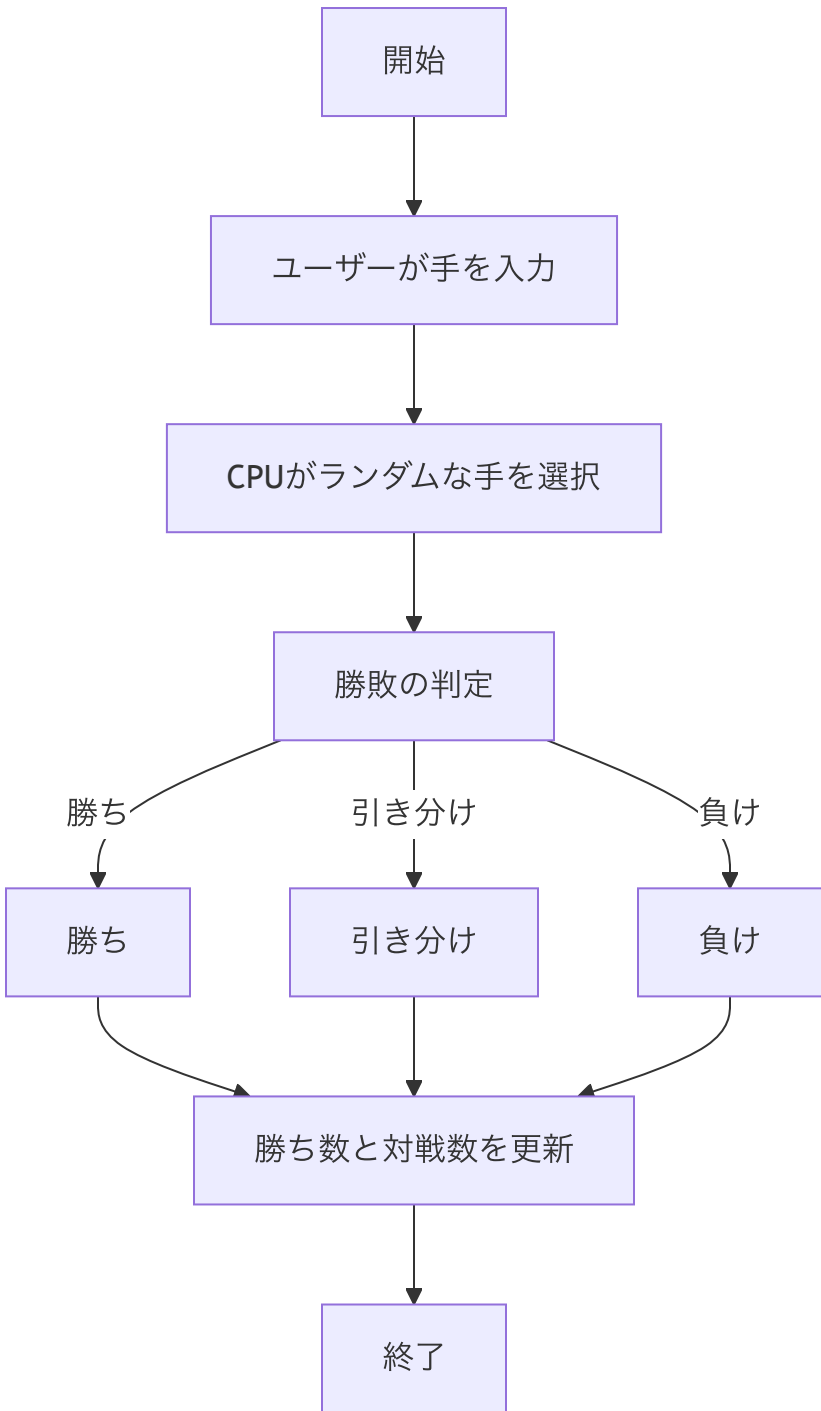 開始
ユーザーが手を入力
CPUがランダムな手を選択
勝敗の判定
勝ち
引き分け
負け
勝ち
引き分け
負け
勝ち数と対戦数を更新
終了